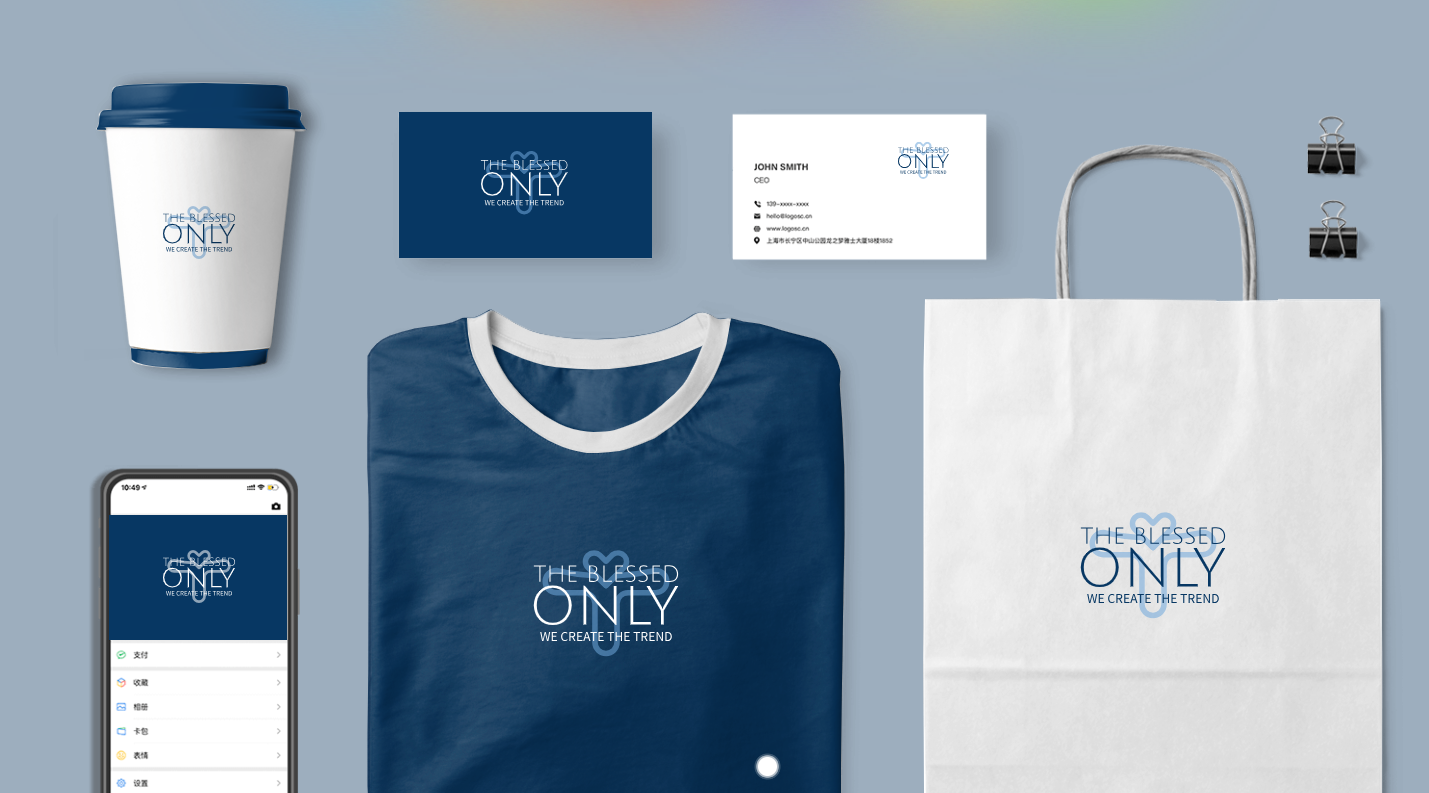 THE BLESSED
ONLY
WE CREATE THE TREND
THE BLESSED
ONLY
WE CREATE THE TREND
THE BLESSED
ONLY
WE CREATE THE TREND
JOHN SMITH
CEO
139-xxxx-xxxx
hello@logosc.cn
www.logosc.cn
上海市长宁区中山公园龙之梦雅士大厦18楼1852
10:49
THE BLESSED
ONLY
WE CREATE THE TREND
支付
收藏
相册
卡包
表情
设置
THE BLESSED
ONLY
WE CREATE THE TREND
THE BLESSED
ONLY
WE CREATE THE TREND